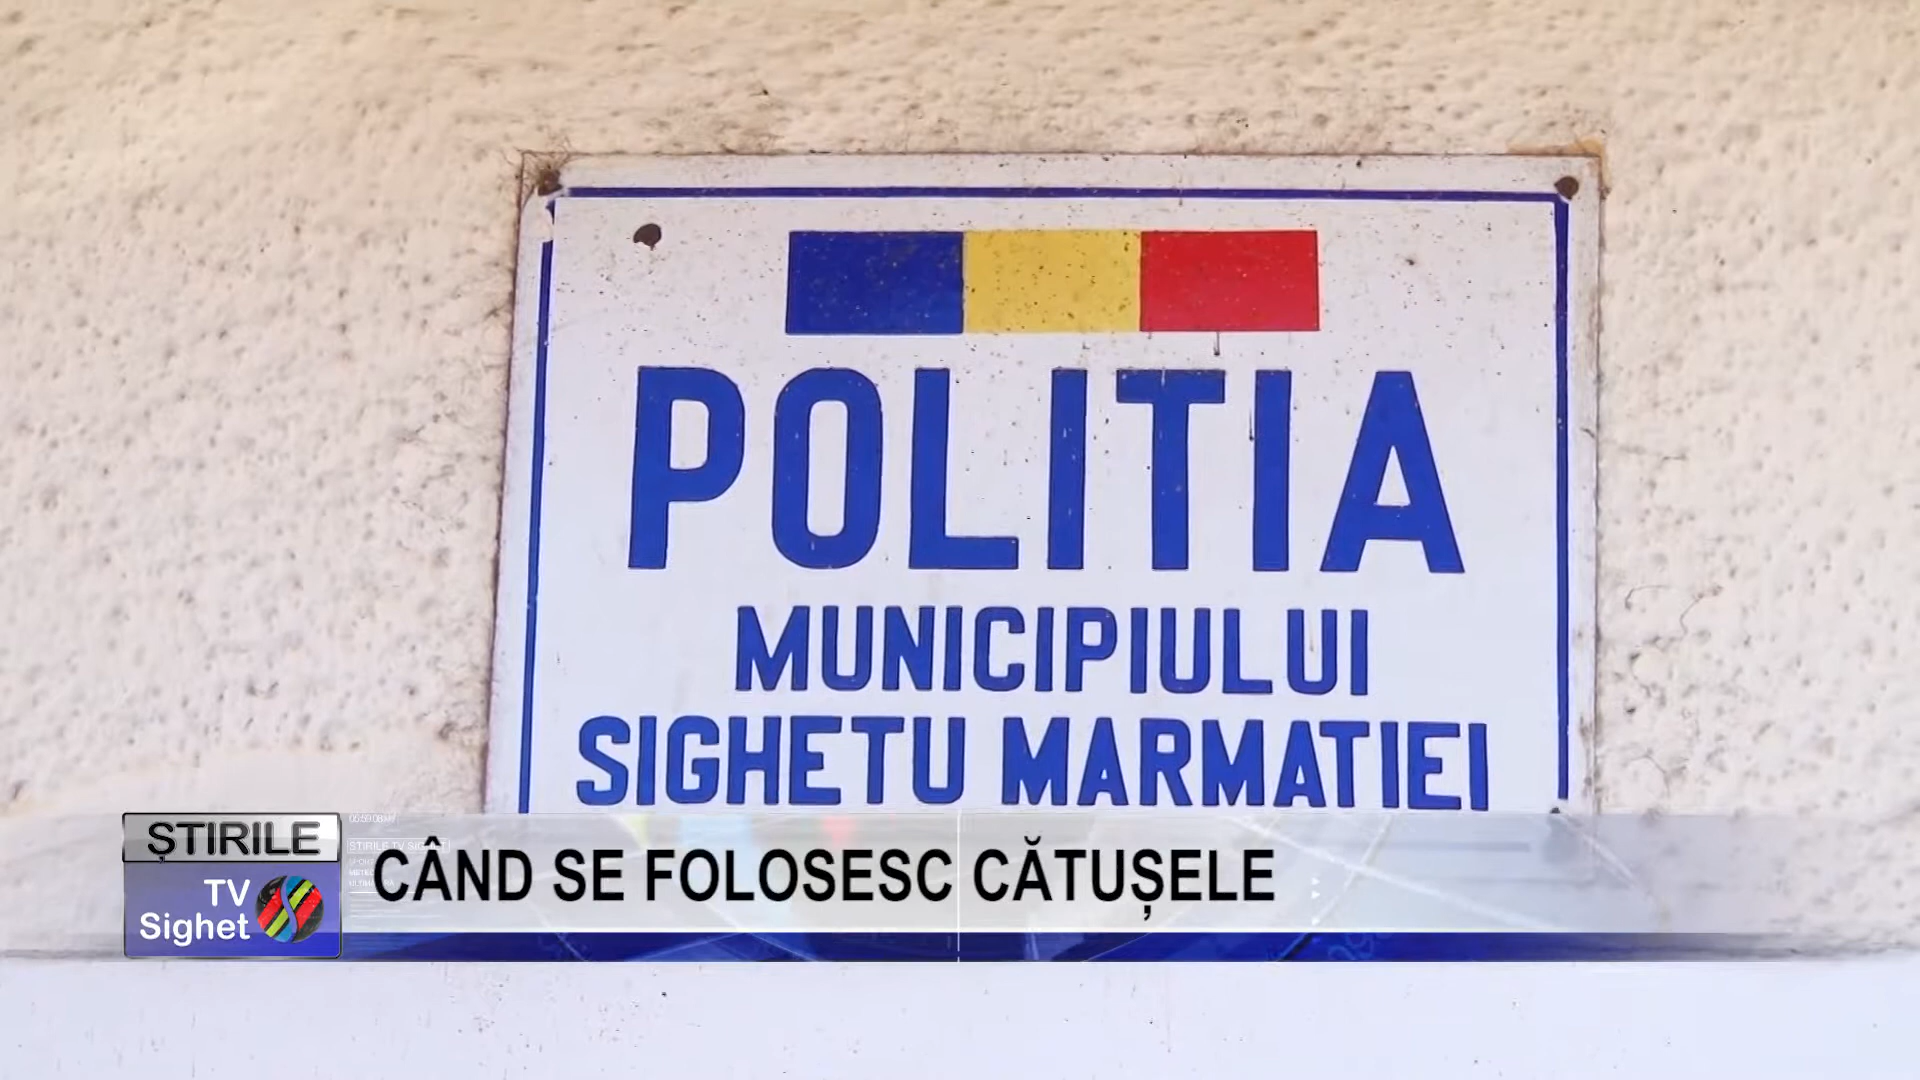 POLITIA
MUNICIPIULUI
SIGHETU MARMATIEI
ȘTIRILE
TV
Sighet
CÂND SE FOLOSESC CĂTUȘELE